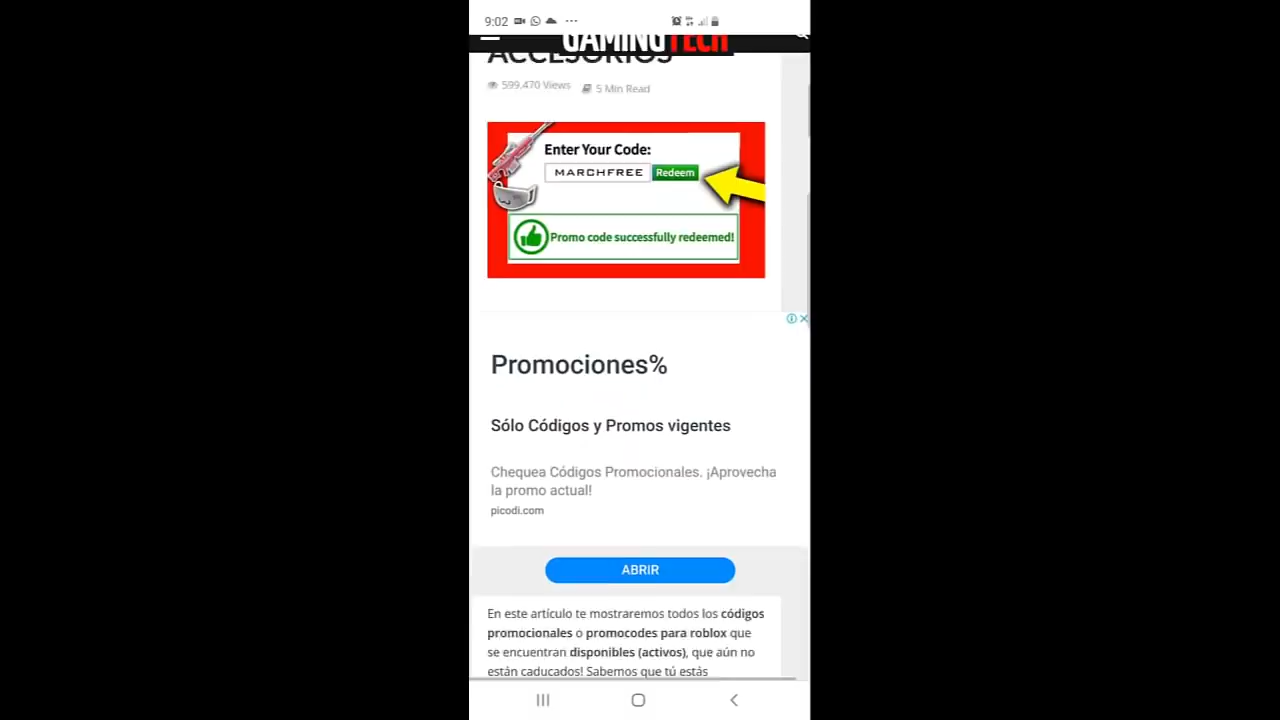 9:02
GAMINGTECH
ACCESORIOS
599,470 Views
5 Min Read
Enter Your Code:
MARCHFREE Redeem
Promo code successfully redeemed!
Promociones%
Sólo Códigos y Promos vigentes
Chequea Códigos Promocionales. ¡Aprovecha
la promo actual!
picodi.com
ABRIR
En este artículo te mostraremos todos los códigos
promocionales o promocodes para roblox que
se encuentran disponibles (activos), que aún no
están caducados! Sabemos que tú estás